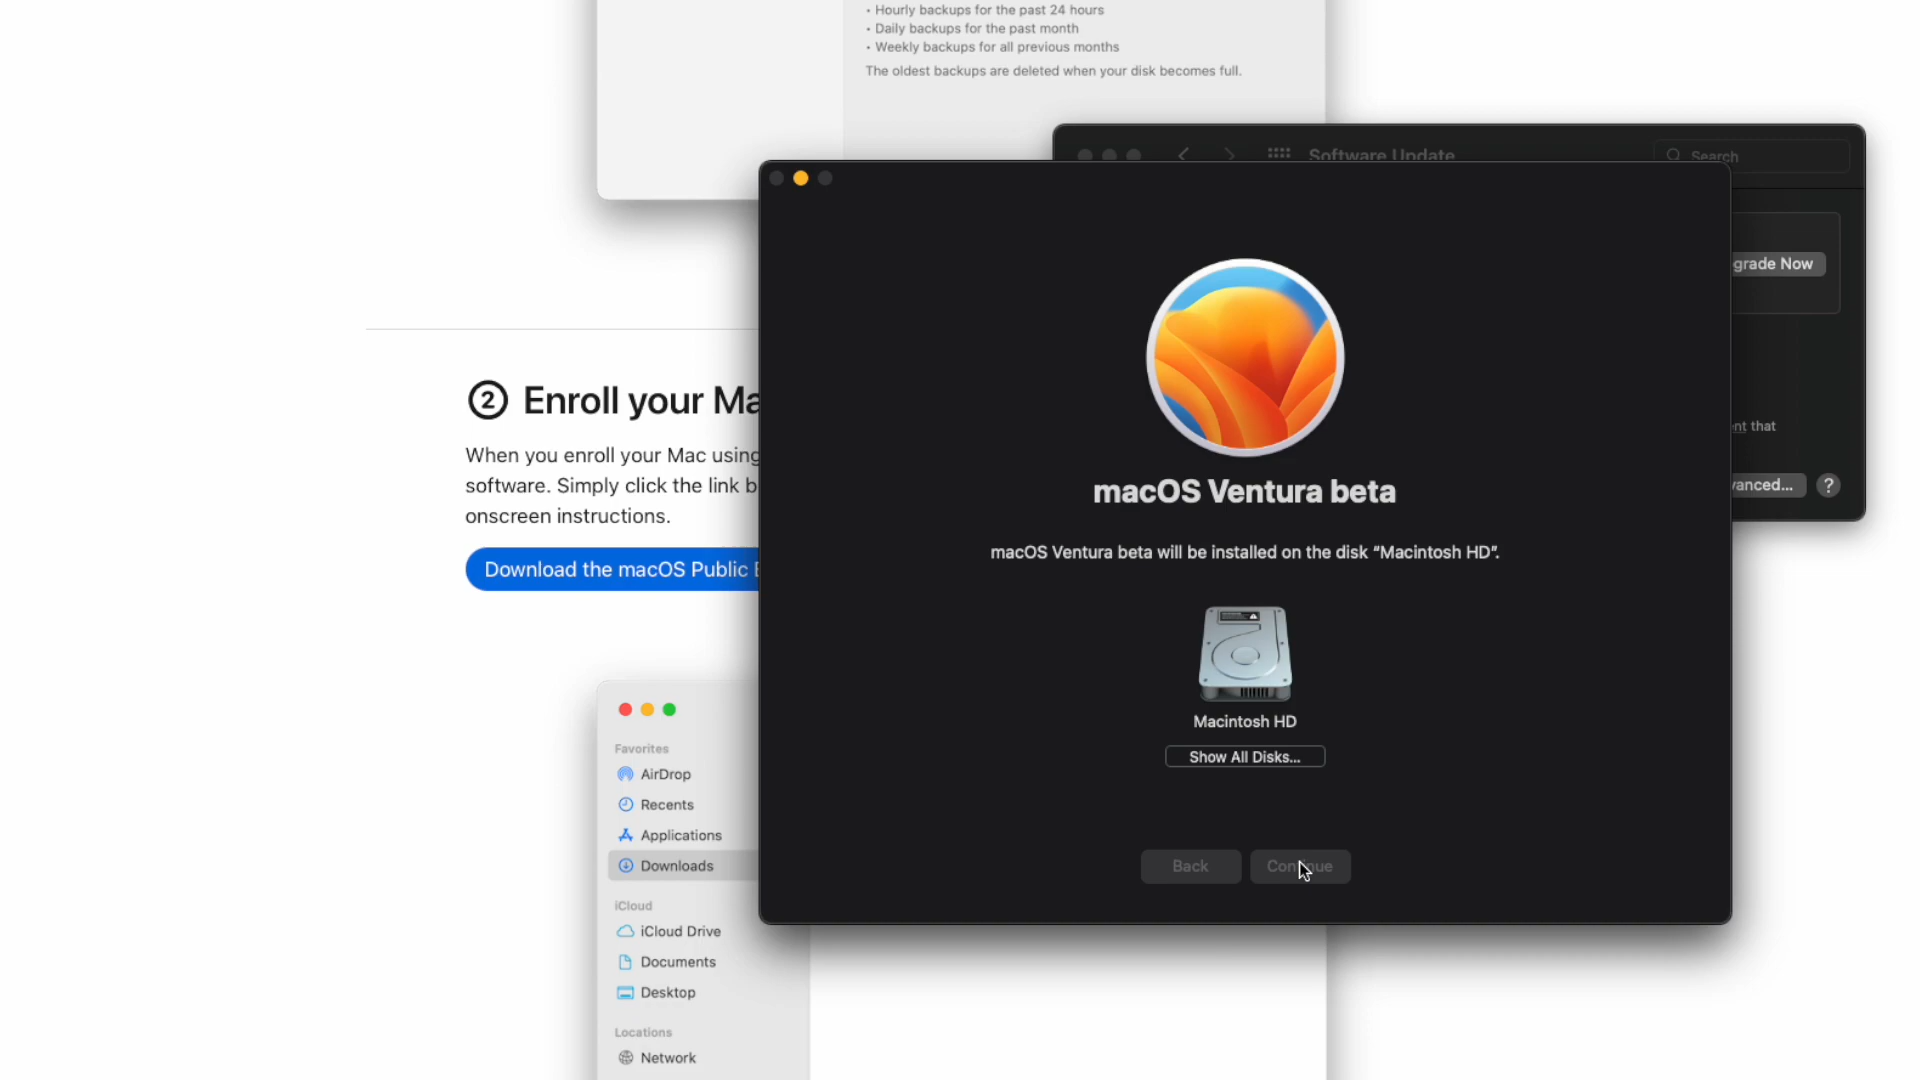 • Hourly backups for the past 24 hours
• Daily backups for the past month
• Weekly backups for all previous months
The oldest backups are deleted when your disk becomes full.
Software Update
Search
grade Now
nt that
vanced...
?
2 Enroll your Ma
When you enroll your Mac using
software. Simply click the link b
onscreen instructions.
Download the macOS Public
macOS Ventura beta
macOS Ventura beta will be installed on the disk “Macintosh HD”.
Macintosh HD
Show All Disks...
Back
Continue
Favorites
AirDrop
Recents
Applications
Downloads
iCloud
iCloud Drive
Documents
Desktop
Locations
Network